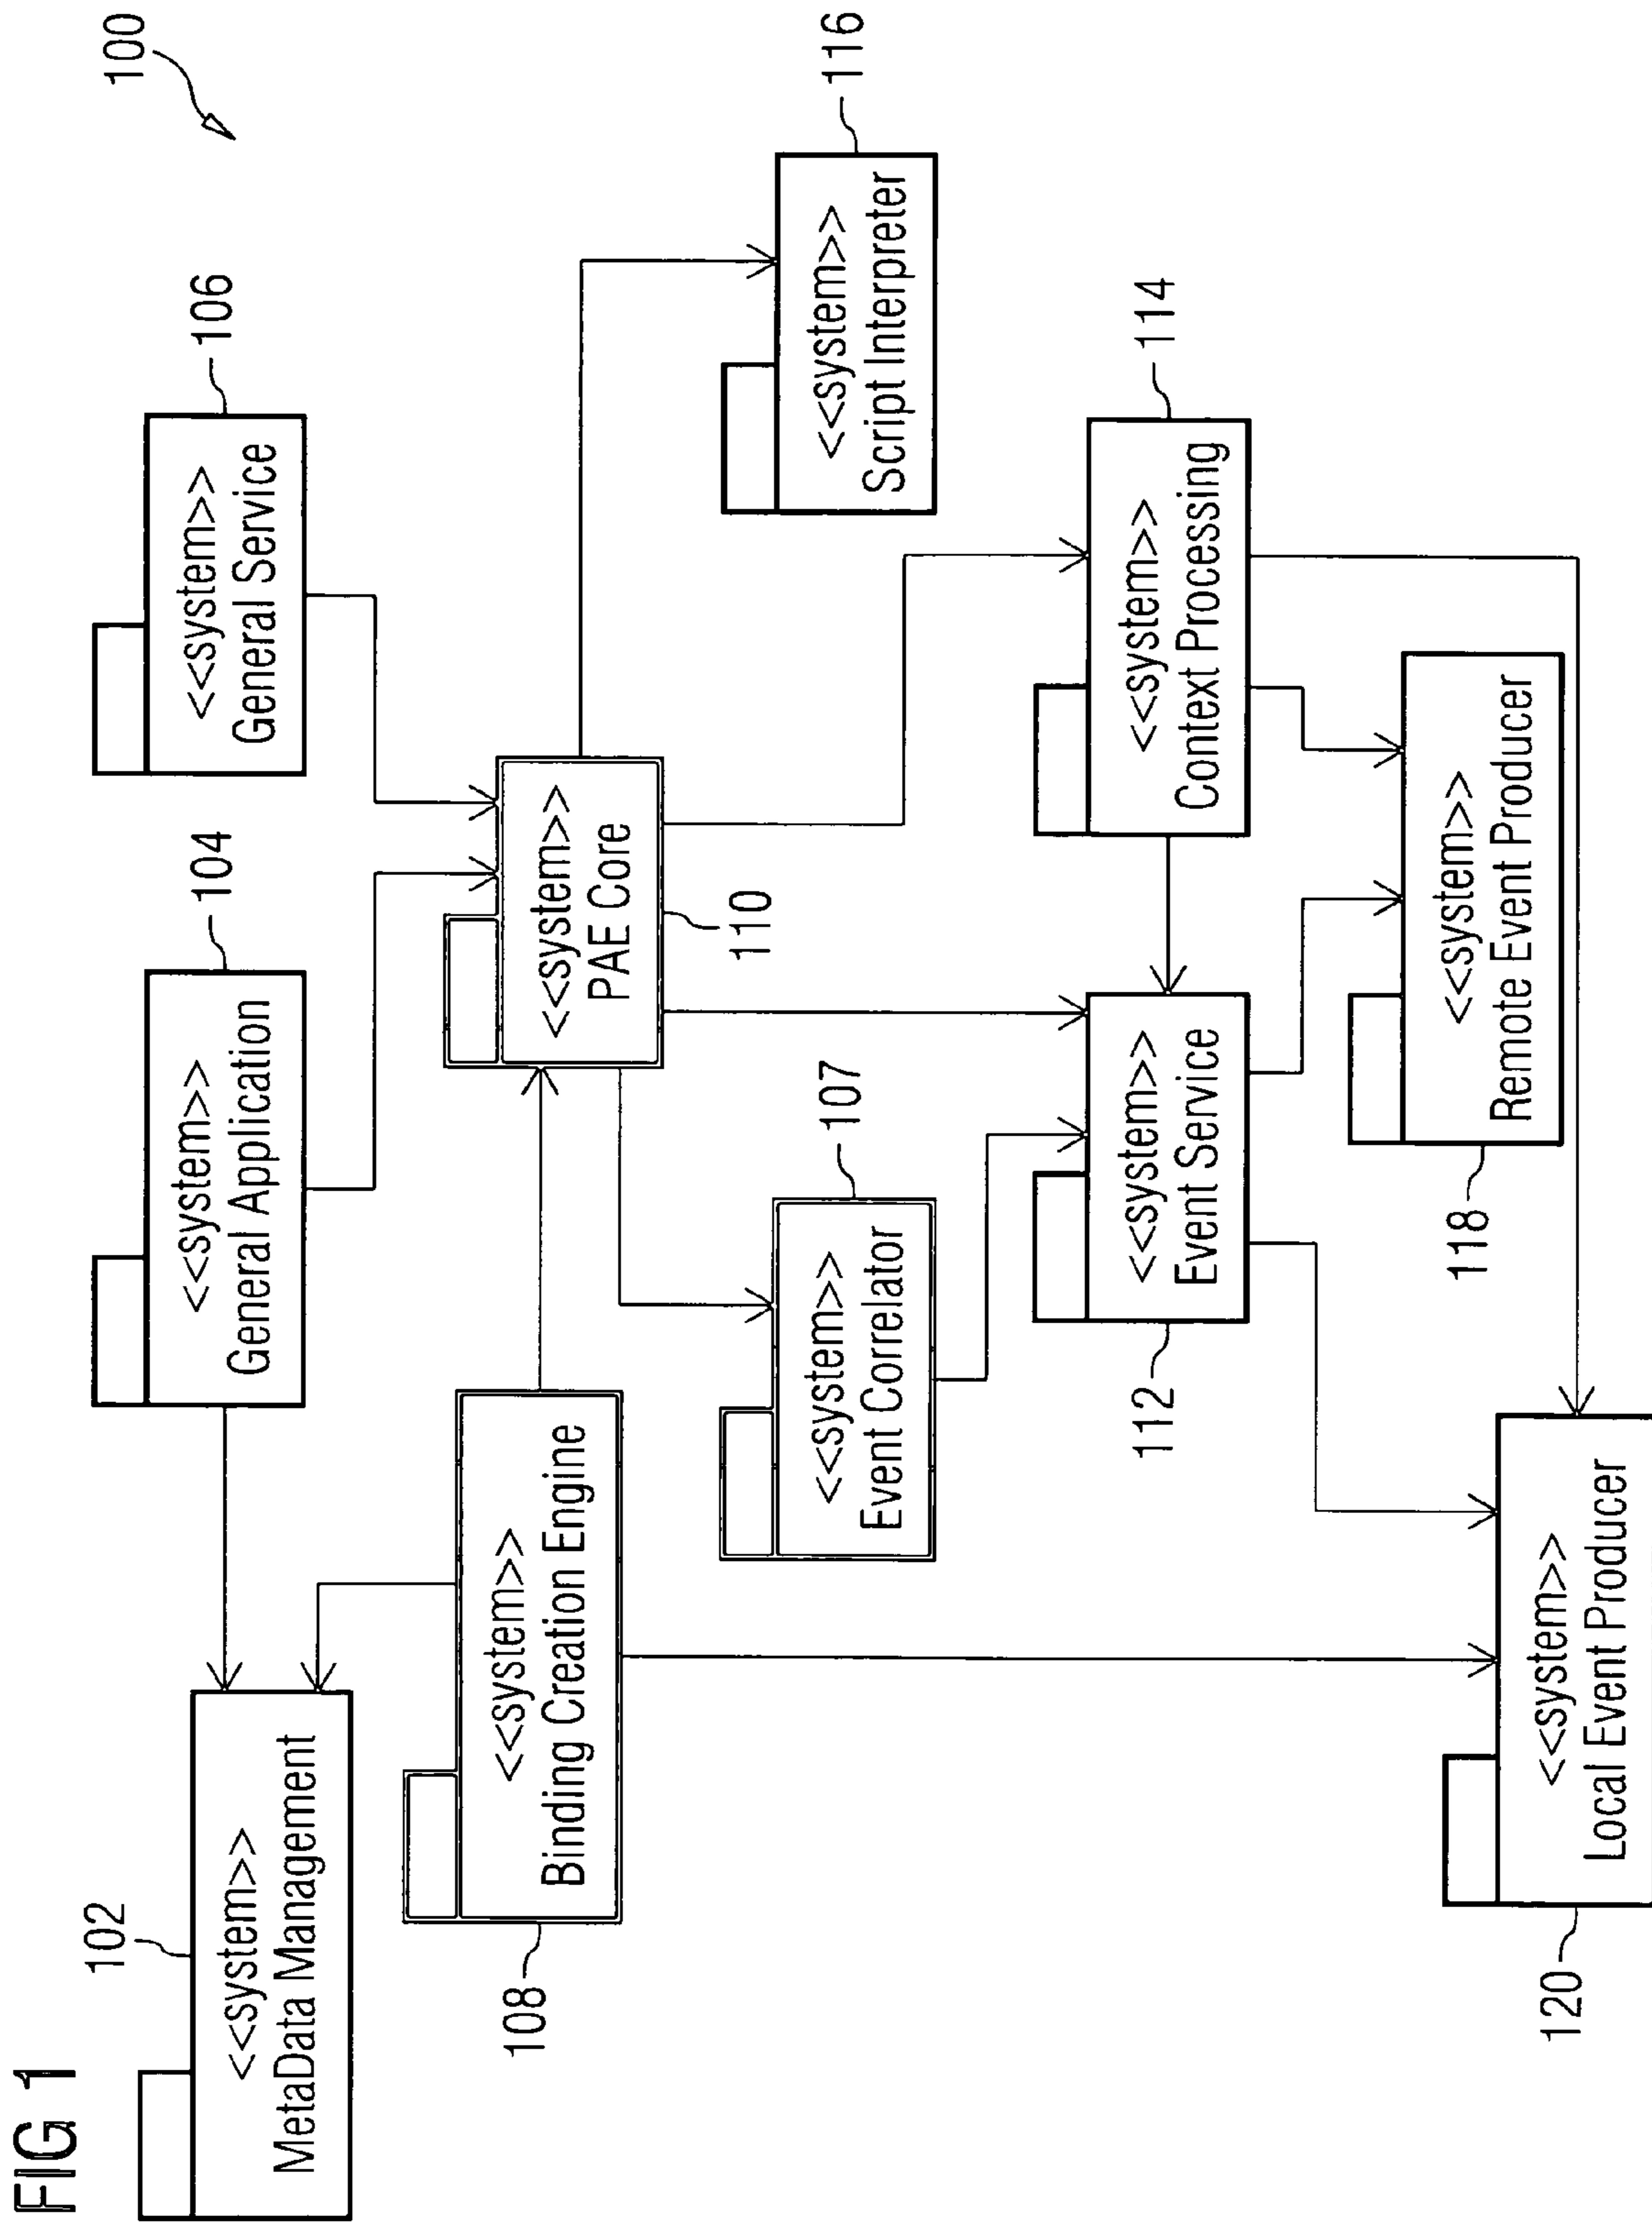 FIG 1
100
102
<<system>>
MetaData Management
104
<<system>>
General Application
106
<<system>>
General Service
108
<<system>>
Binding Creation Engine
<<system>>
PAE Core
110
107
<<system>>
Event Correlator
116
<<system>>
Script Interpreter
112
<<system>>
Event Service
114
<<system>>
Context Processing
118
<<system>>
Remote Event Producer
120
<<system>>
Local Event Producer